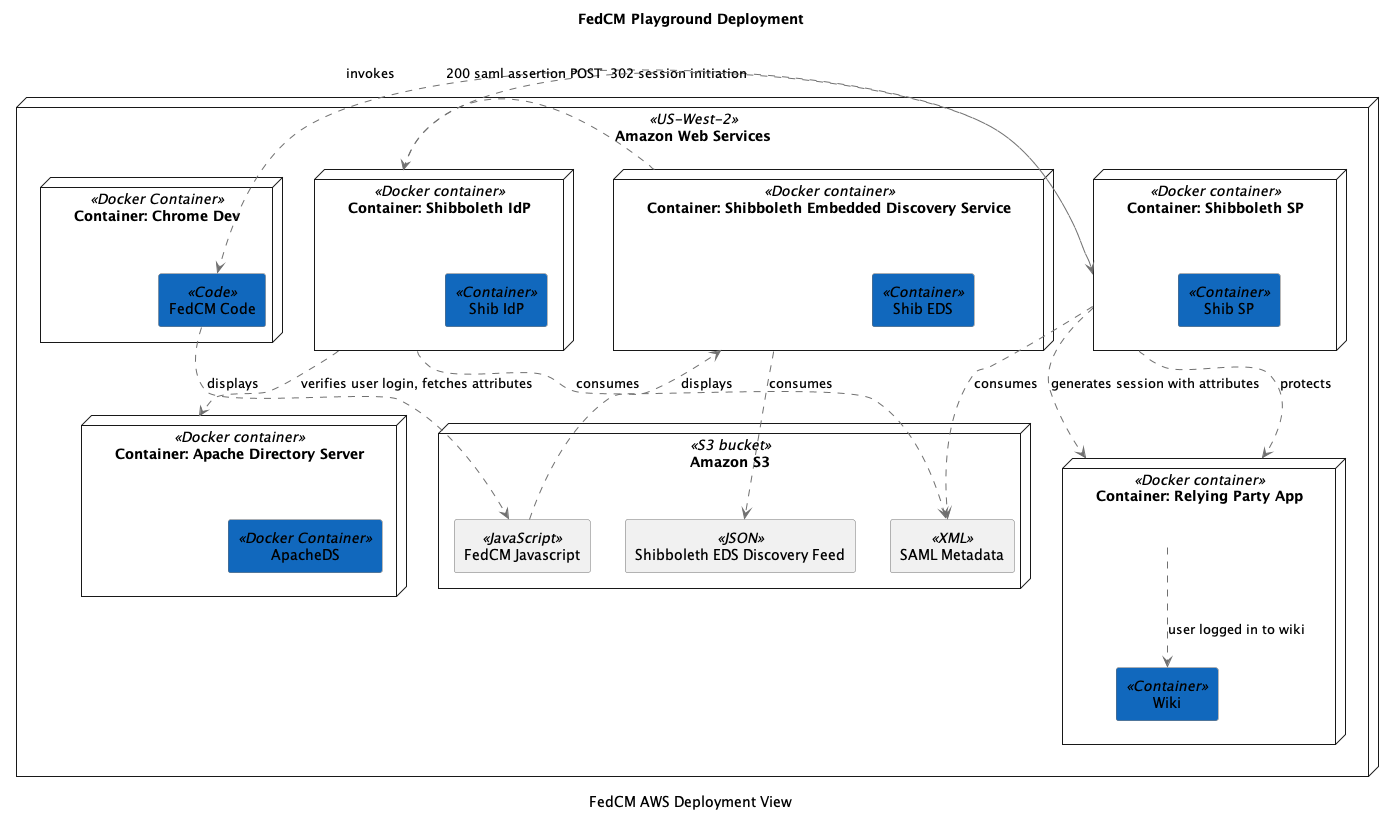 FedCM Playground Deployment
invokes
200 saml assertion POST
302 session initiation
«US-West-2»
Amazon Web Services
«Docker Container»
Container: Chrome Dev
«Docker container»
Container: Shibboleth IdP
«Docker container»
Container: Shibboleth Embedded Discovery Service
«Docker container»
Container: Shibboleth SP
«Code»
FedCM Code
«Container»
Shib IdP
«Container»
Shib EDS
«Container»
Shib SP
displays
verifies user login, fetches attributes
consumes
displays
consumes
consumes
generates session with attributes
protects
«Docker container»
Container: Apache Directory Server
«S3 bucket»
Amazon S3
«Docker container»
Container: Relying Party App
«Docker Container»
ApacheDS
«JavaScript»
FedCM Javascript
«JSON»
Shibboleth EDS Discovery Feed
«XML»
SAML Metadata
user logged in to wiki
«Container»
Wiki
FedCM AWS Deployment View